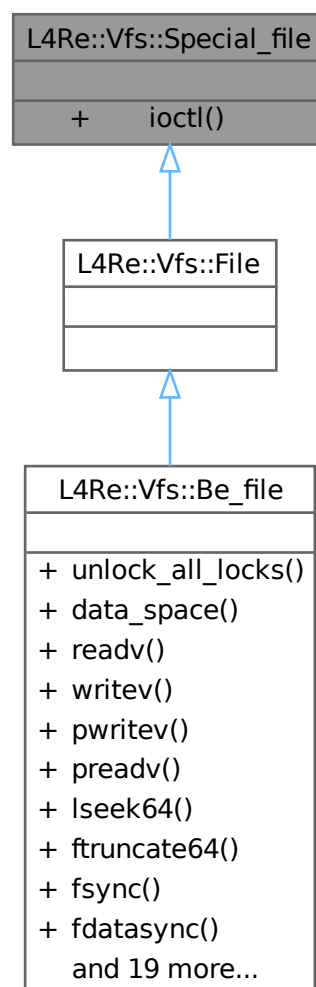 L4Re::Vfs::Special_file
+ ioctl()
L4Re::Vfs::File
L4Re::Vfs::Be_file
+ unlock_all_locks()
+ data_space()
+ readv()
+ writev()
+ pwritev()
+ preadv()
+ lseek64()
+ ftruncate64()
+ fsync()
+ fdatasync()
and 19 more...